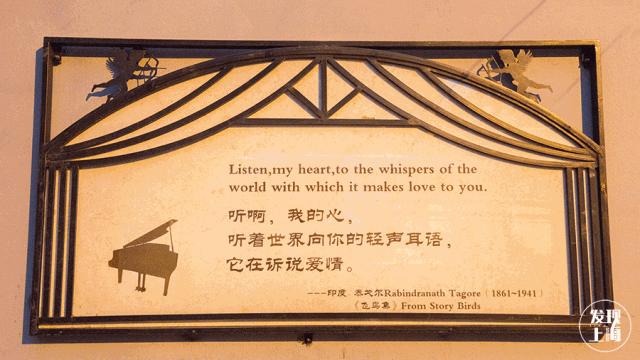 Listen,my heart,to the whispers of the
world with which it makes love to you.
听啊，我的心，
听着世界向你的轻声耳语，
它在诉说爱情。
---印度 泰戈尔Rabindranath Tagore（1861~1941）
《飞鸟集》From Story Birds
发现
上海